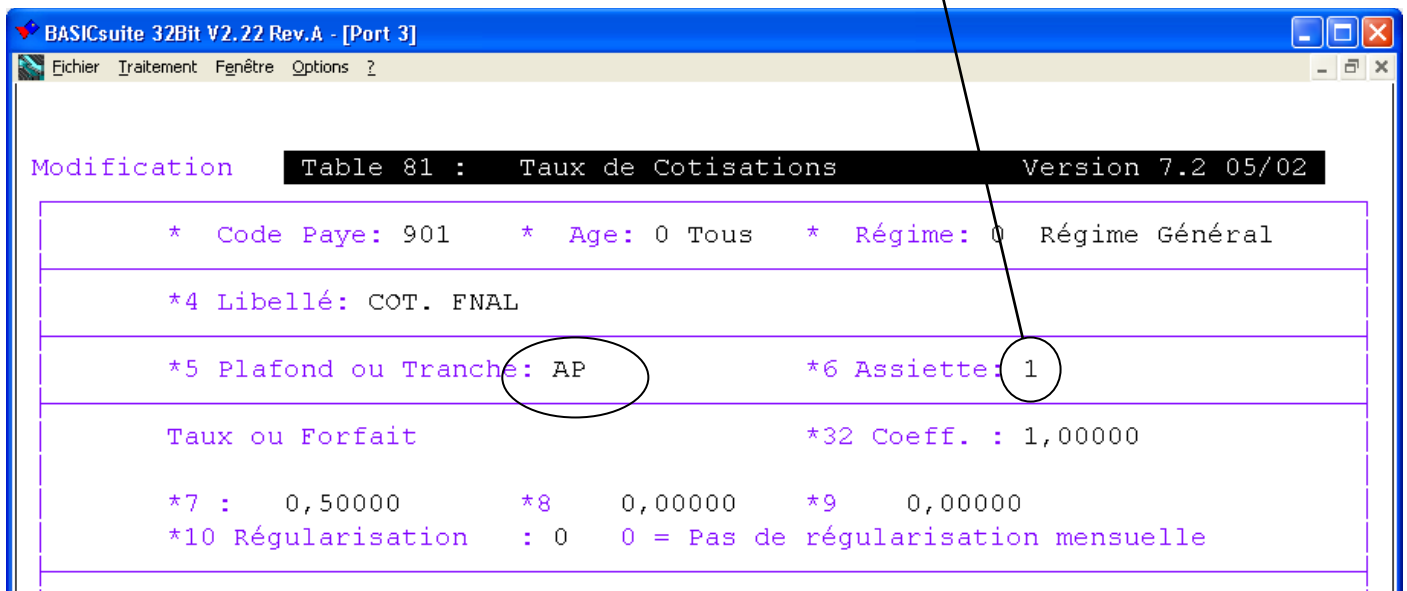 BASICsuite 32Bit V2.22 Rev.A - [Port 3]
Fichier Traitement Fenêtre Options ?
Modification Table 81 : Taux de Cotisations Version 7.2 05/02
* Code Paye: 901 * Age: 0 Tous * Régime: 0 Régime Général
*4 Libellé: COT. FNAL
*5 Plafond ou Tranche: AP *6 Assiette: 1
Taux ou Forfait *32 Coeff. : 1,00000
*7 : 0,50000 *8 0,00000 *9 0,00000
*10 Régularisation : 0 0 = Pas de régularisation mensuelle